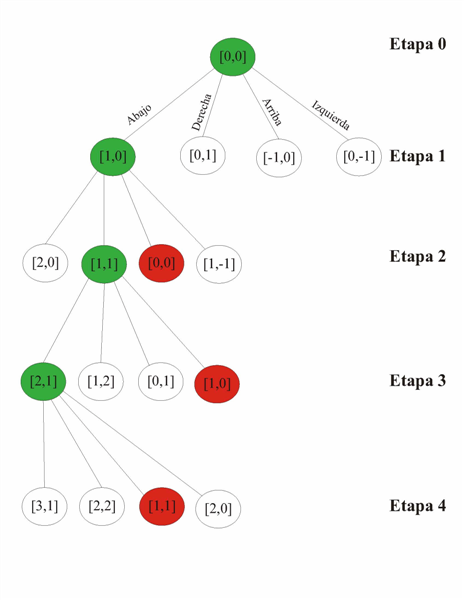 Etapa 0
[0,0]
Abajo
Derecha
Arriba
Izquierda
[1,0]
[0,1]
[-1,0]
[0,-1]
Etapa 1
[2,0]
[1,1]
[0,0]
[1,-1]
Etapa 2
[2,1]
[1,2]
[0,1]
[1,0]
Etapa 3
[3,1]
[2,2]
[1,1]
[2,0]
Etapa 4